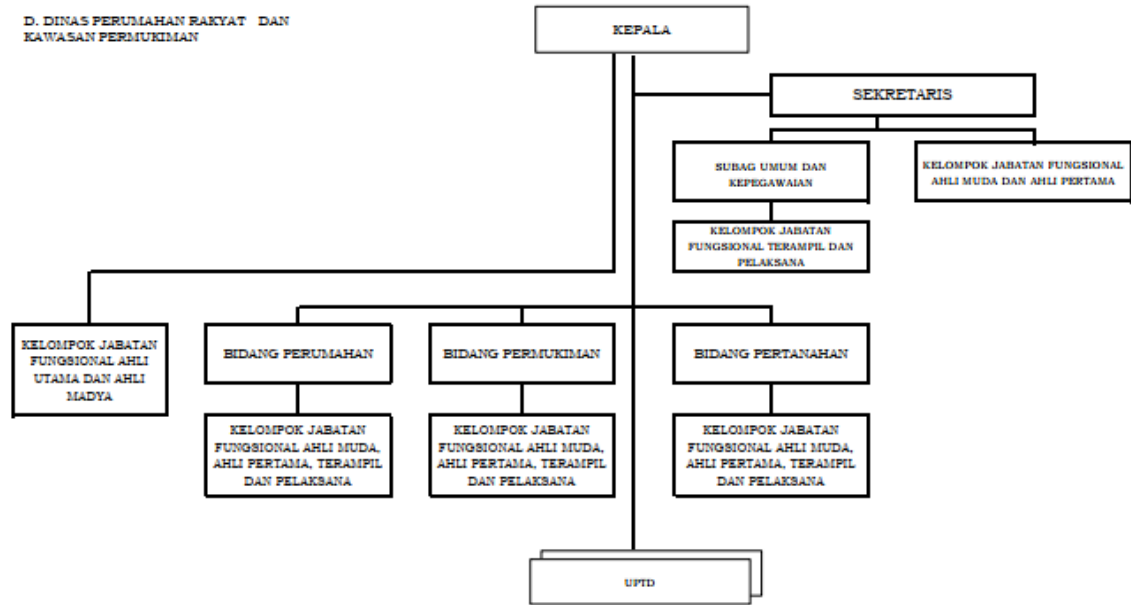 D. DINAS PERUMAHAN RAKYAT DAN
KAWASAN PERMUKIMAN
KEPALA
SEKRETARIS
SUBAG UMUM DAN
KEPEGAWAIAN
KELOMPOK JABATAN FUNGSIONAL
AHLI MUDA DAN AHLI PERTAMA
KELOMPOK JABATAN
FUNGSIONAL TERAMPIL DAN
PELAKSANA
KELOMPOK JABATAN
FUNGSIONAL AHLI
UTAMA DAN AHLI
MADYA
BIDANG PERUMAHAN
BIDANG PERMUKIMAN
BIDANG PERTANAHAN
KELOMPOK JABATAN
FUNGSIONAL AHLI MUDA,
AHLI PERTAMA, TERAMPIL
DAN PELAKSANA
KELOMPOK JABATAN
FUNGSIONAL AHLI MUDA,
AHLI PERTAMA, TERAMPIL
DAN PELAKSANA
KELOMPOK JABATAN
FUNGSIONAL AHLI MUDA,
AHLI PERTAMA, TERAMPIL
DAN PELAKSANA
UPTD